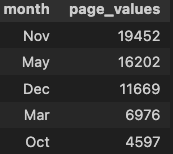 month page_values
Nov 19452
May 16202
Dec 11669
Mar 6976
Oct 4597